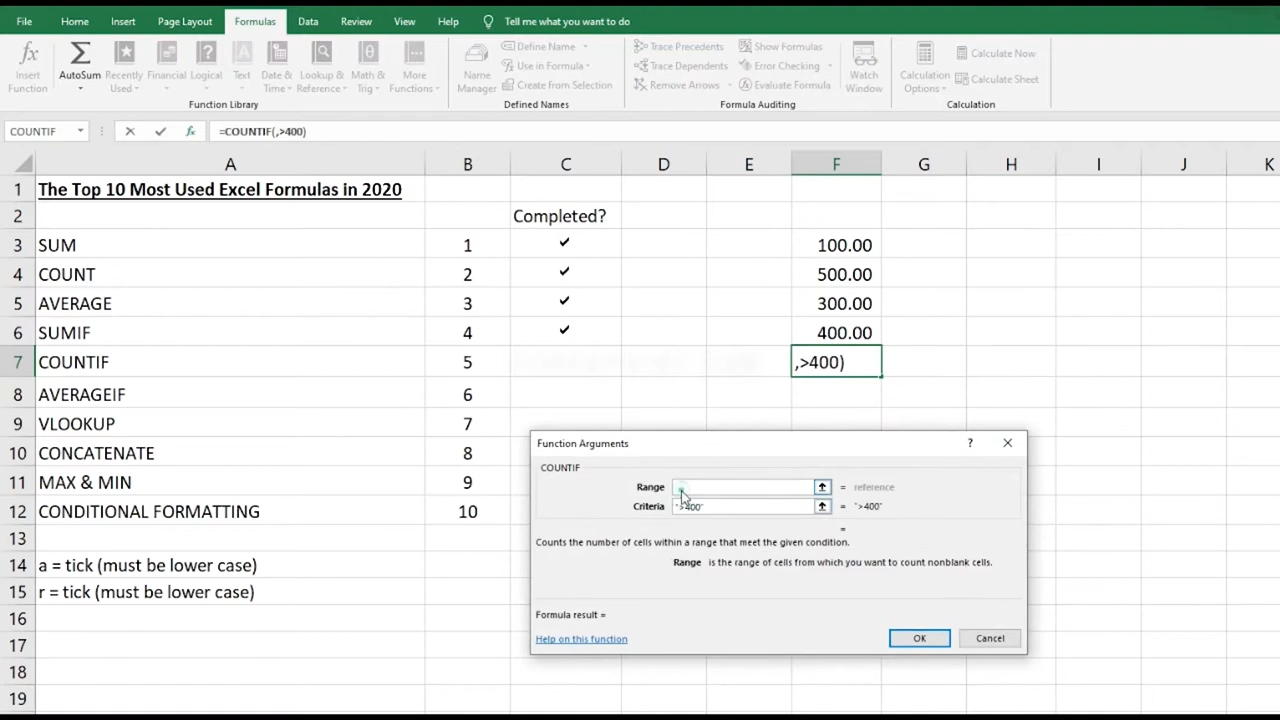 File Home Insert Page Layout Formulas Data Review View Help Tell me what you want to do
fx Insert Function
AutoSum
Recently Used
Financial
Logical
Text
Date & Time
Lookup & Reference
Math & Trig
More Functions
Function Library
Name Manager
Define Name
Use in Formula
Create from Selection
Defined Names
Trace Precedents
Trace Dependents
Remove Arrows
Show Formulas
Error Checking
Evaluate Formula
Formula Auditing
Watch Window
Calculation Options
Calculate Now
Calculate Sheet
Calculation
COUNTIF fx =COUNTIF(,>400)
A B C D E F G H I J K
1 The Top 10 Most Used Excel Formulas in 2020
2 Completed?
3 SUM 1 ✓ 100.00
4 COUNT 2 ✓ 500.00
5 AVERAGE 3 ✓ 300.00
6 SUMIF 4 ✓ 400.00
7 COUNTIF 5 ,>400)
8 AVERAGEIF 6
9 VLOOKUP 7
10 CONCATENATE 8
11 MAX & MIN 9
12 CONDITIONAL FORMATTING 10
13
14 a = tick (must be lower case)
15 r = tick (must be lower case)
16
17
18
19
Function Arguments ? ×
COUNTIF
Range = reference
Criteria ">400" = ">400"
=
Counts the number of cells within a range that meet the given condition.
Range is the range of cells from which you want to count nonblank cells.
Formula result =
Help on this function OK Cancel